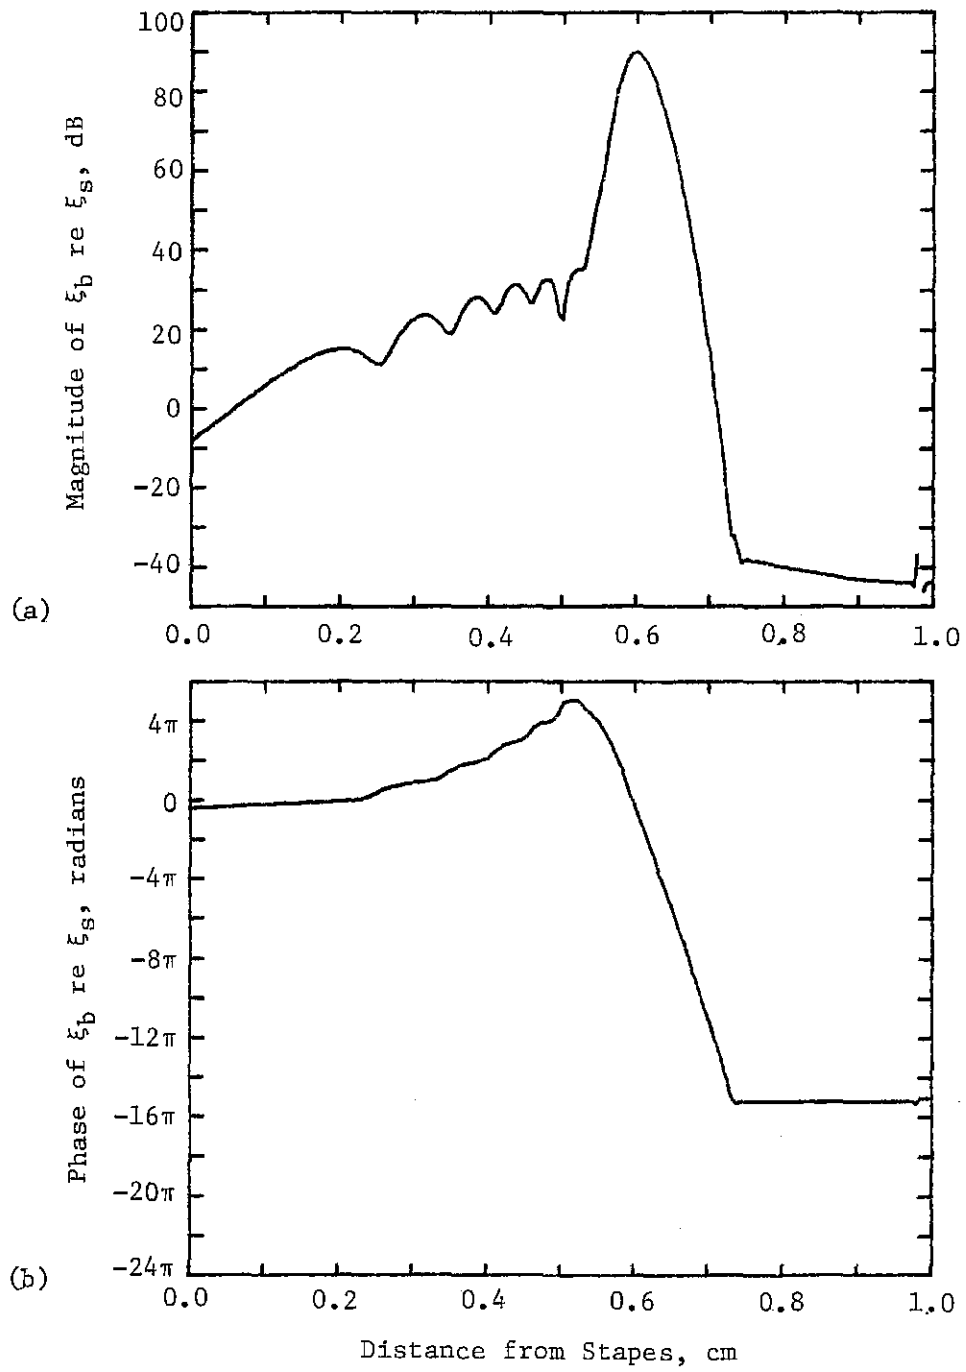 100
80
60
40
20
0
-20
-40
Magnitude of ξb re ξs, dB
(a)
0.0 0.2 0.4 0.6 0.8 1.0
4π
0
-4π
-8π
-12π
-16π
-20π
-24π
Phase of ξb re ξs, radians
(b)
0.0 0.2 0.4 0.6 0.8 1.0
Distance from Stapes, cm